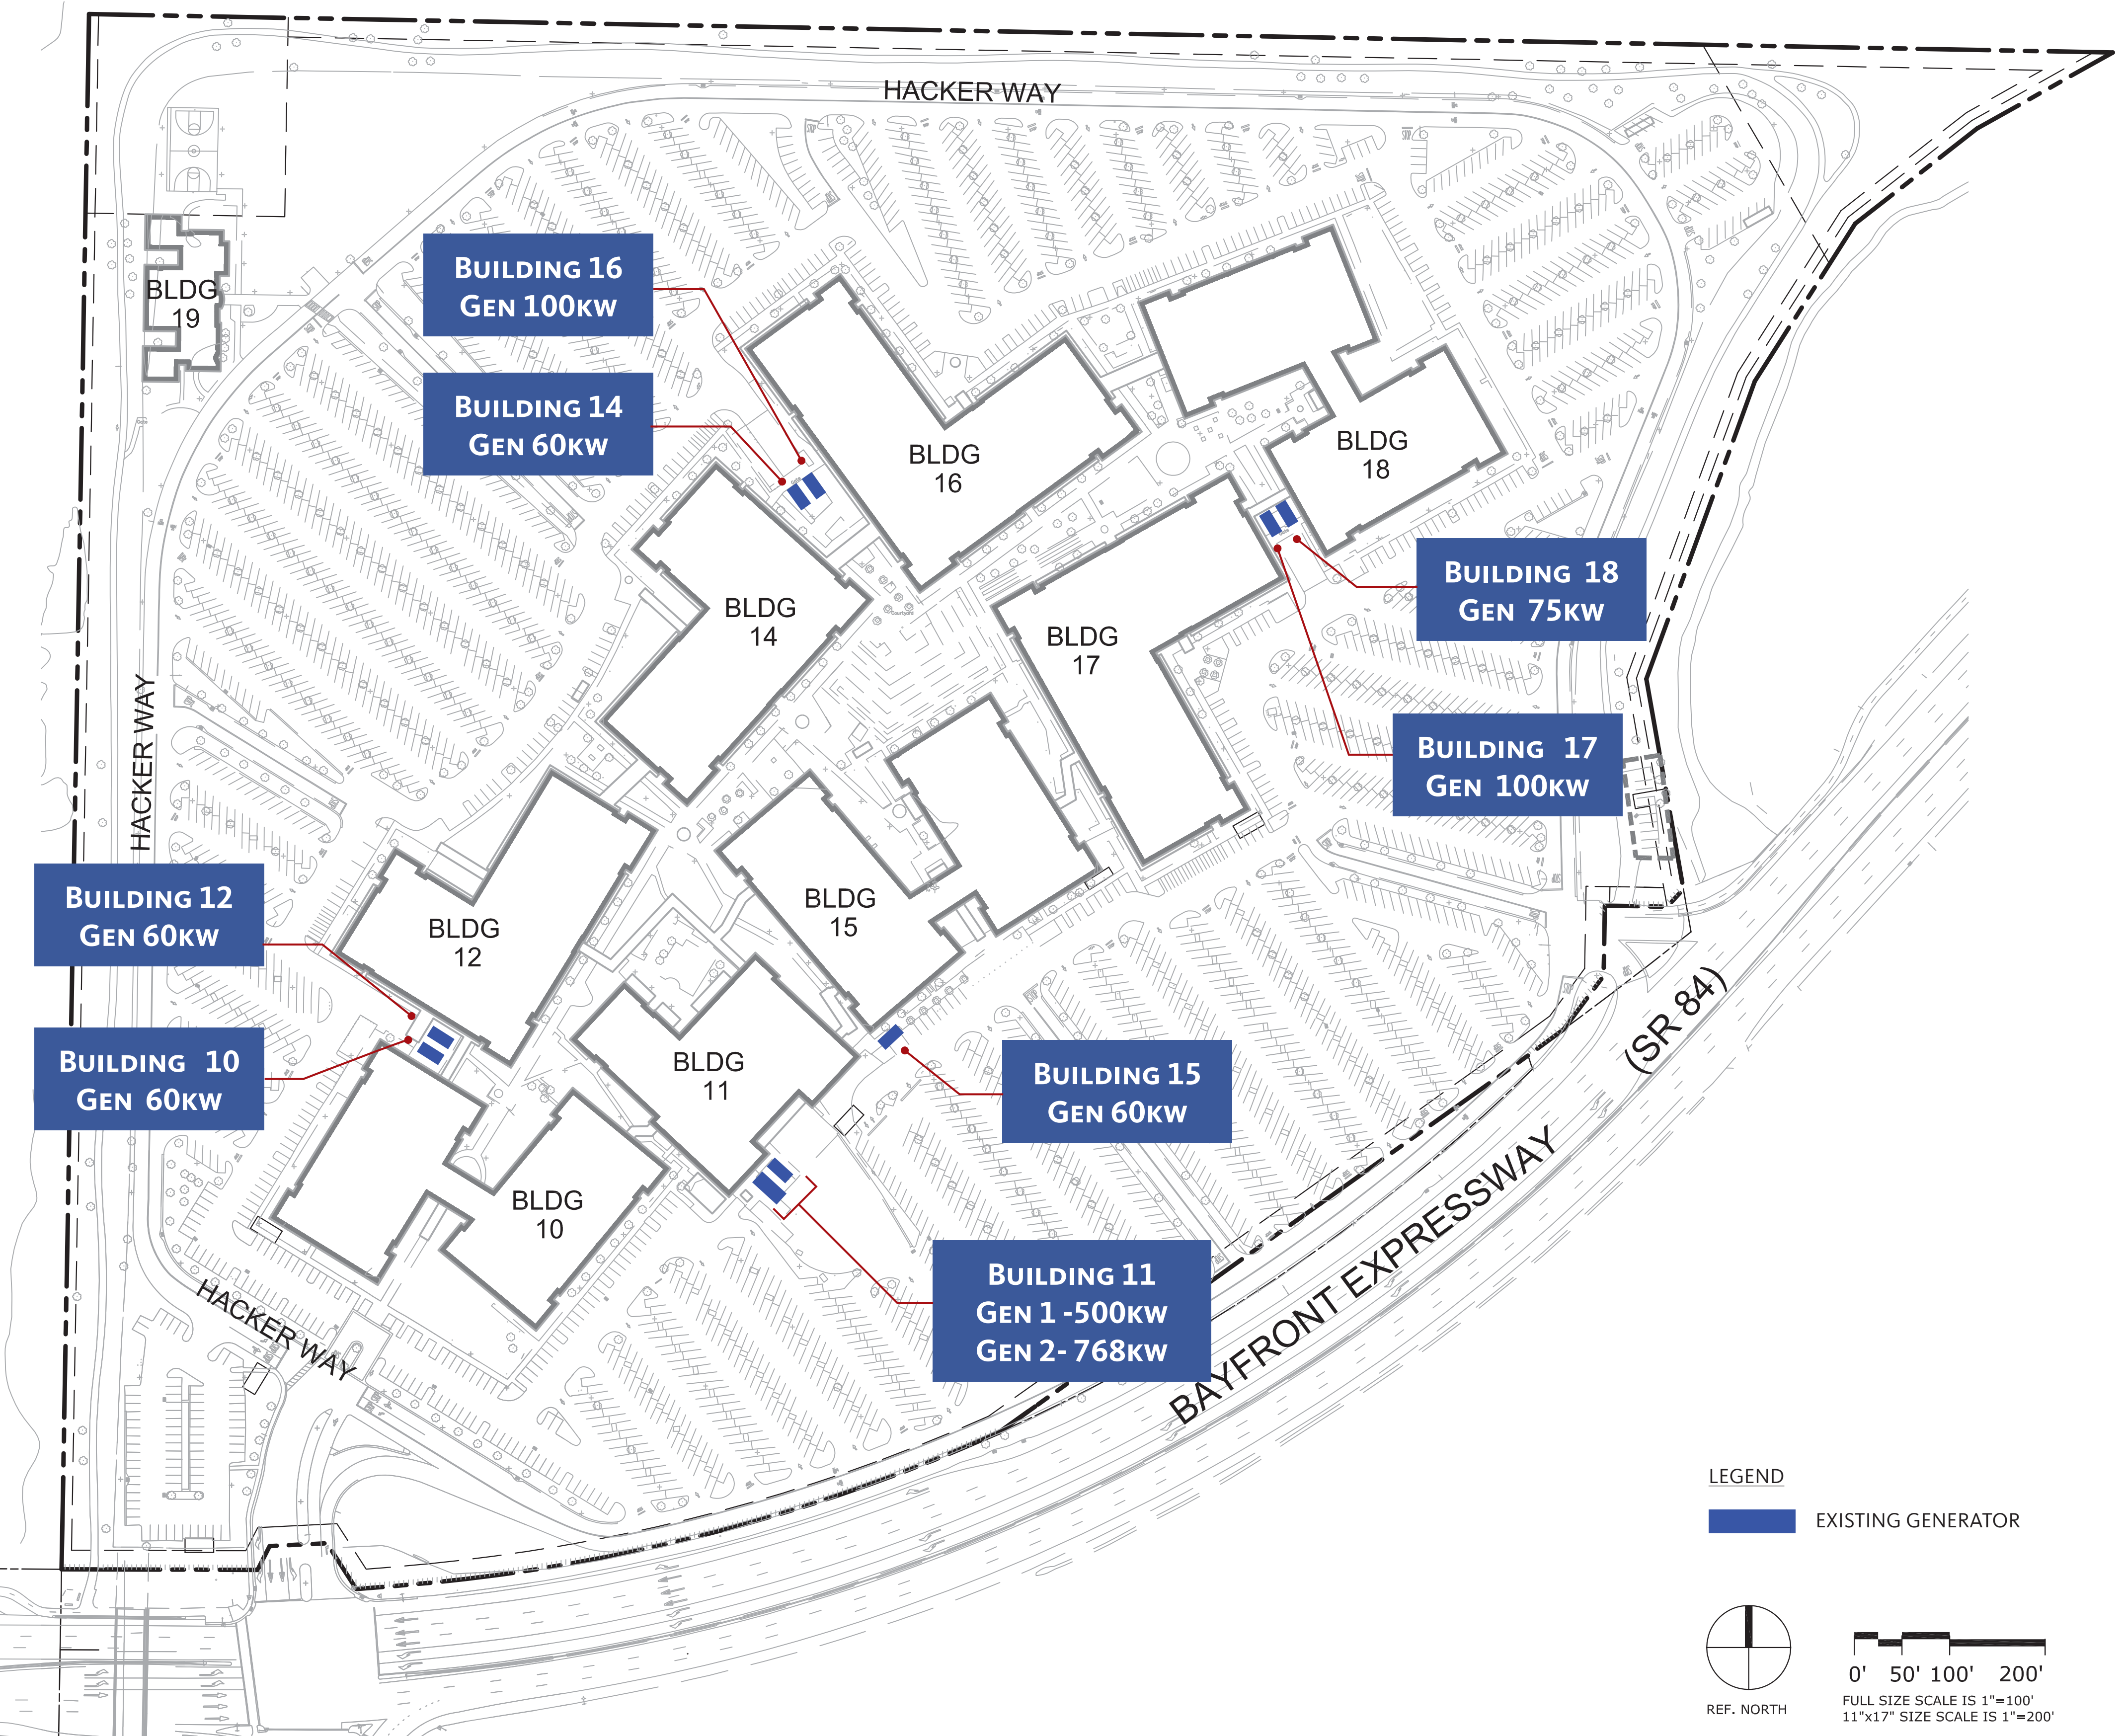 HACKER WAY
BLDG
19
BUILDING 16
GEN 100KW
BUILDING 14
GEN 60KW
BLDG
16
BLDG
18
BUILDING 18
GEN 75KW
BLDG
14
Courtyard
BLDG
17
BUILDING 17
GEN 100KW
HACKER WAY
BUILDING 12
GEN 60KW
BLDG
12
BLDG
15
BUILDING 10
GEN 60KW
BLDG
11
BUILDING 15
GEN 60KW
BLDG
10
BUILDING 11
GEN 1 -500KW
GEN 2- 768KW
HACKER WAY
BAYFRONT EXPRESSWAY
(SR 84)
LEGEND
EXISTING GENERATOR
REF. NORTH
0' 50' 100' 200'
FULL SIZE SCALE IS 1"=100'
11"x17" SIZE SCALE IS 1"=200'